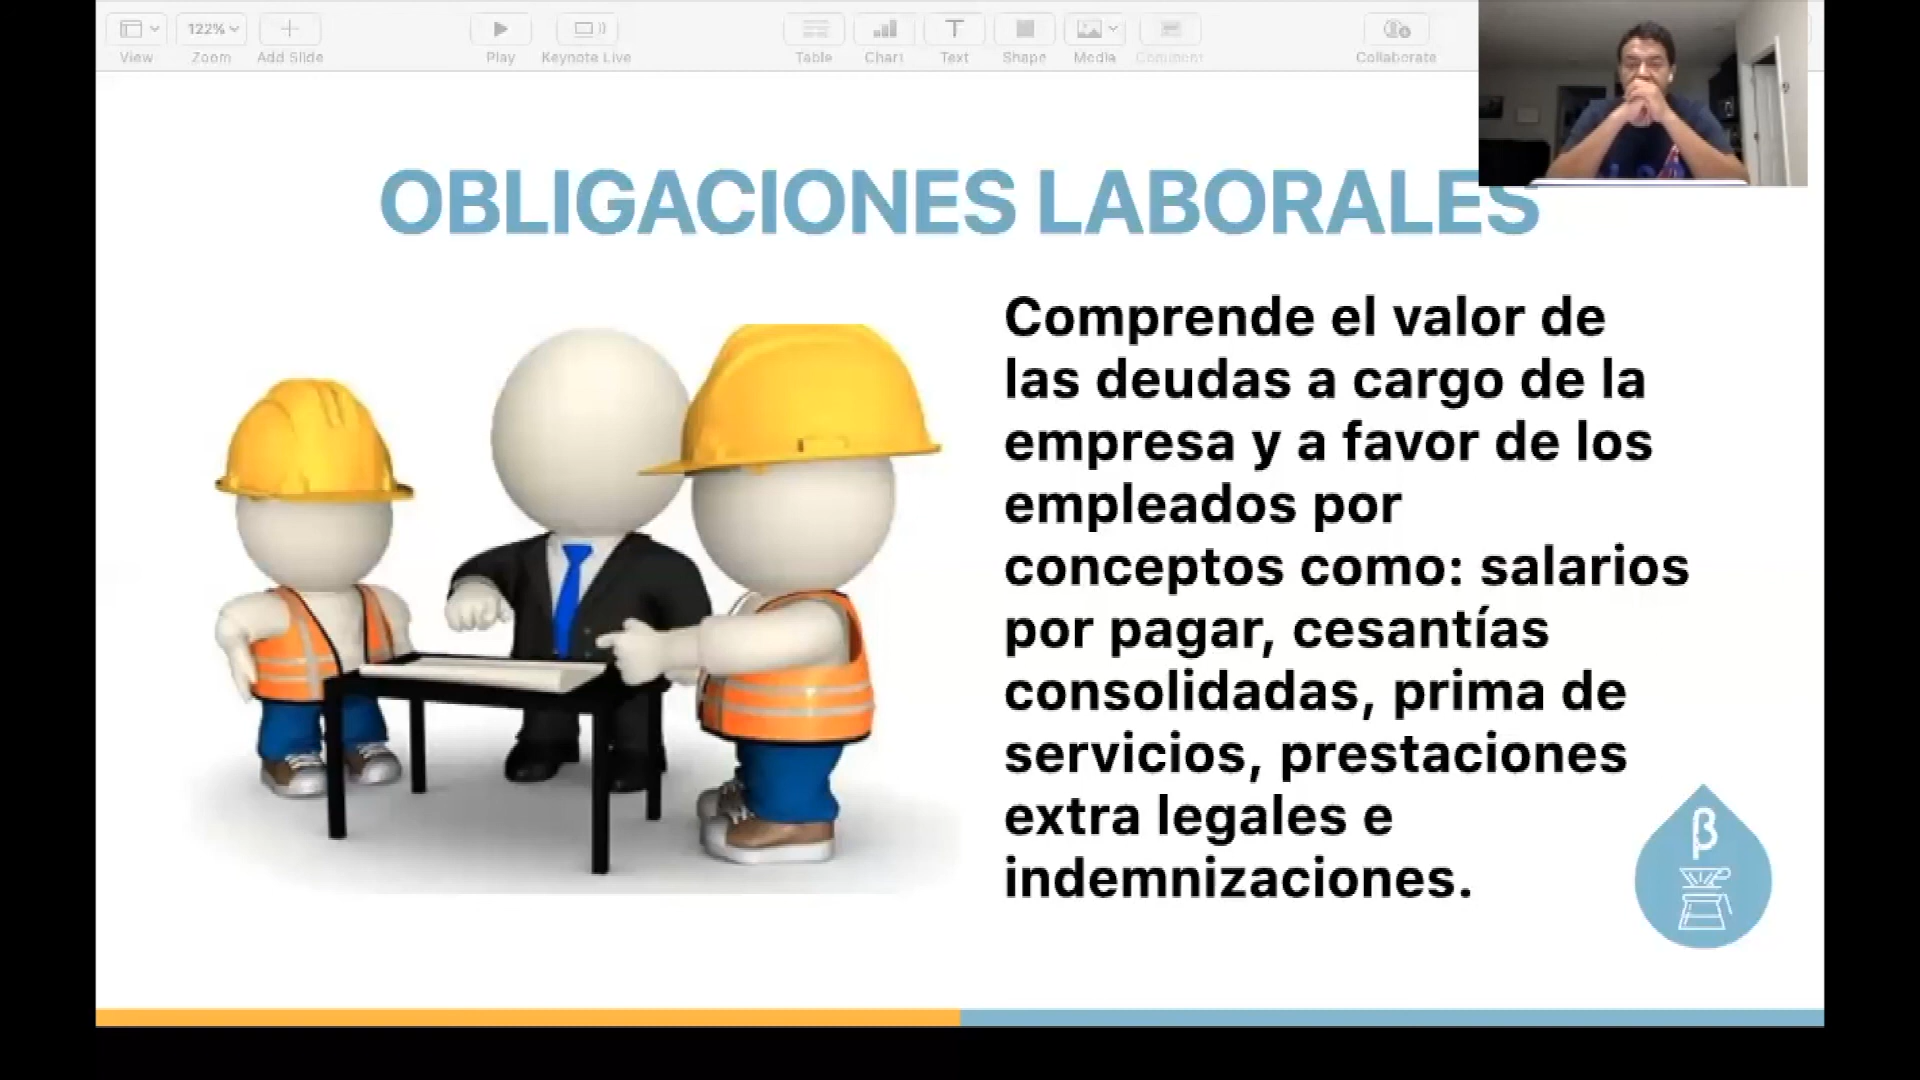 122%
View
Zoom
Add Slide
Play
Keynote Live
Table
Chart
Text
Shape
Media
Comment
Collaborate
OBLIGACIONES LABORALES
Comprende el valor de
las deudas a cargo de la
empresa y a favor de los
empleados por
conceptos como: salarios
por pagar, cesantías
consolidadas, prima de
servicios, prestaciones
extra legales e
indemnizaciones.
β